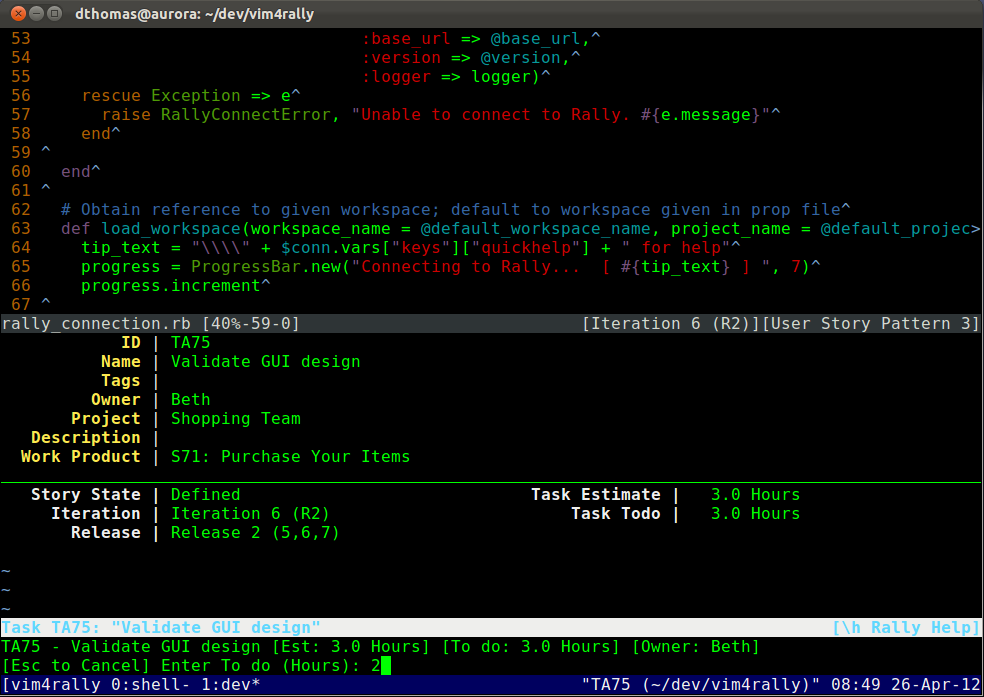 dthomas@aurora: ~/dev/vim4rally
53                                 :base_url => @base_url,^
54                                 :version => @version,^
55                                 :logger => logger)^
56     rescue Exception => e^
57       raise RallyConnectError, "Unable to connect to Rally. #{e.message}"^
58     end^
59 ^
60   end^
61 ^
62   # Obtain reference to given workspace; default to workspace given in prop file^
63   def load_workspace(workspace_name = @default_workspace_name, project_name = @default_projec>
64     tip_text = "\\\\" + $conn.vars["keys"]["quickhelp"] + " for help"^
65     progress = ProgressBar.new("Connecting to Rally...  [ #{tip_text} ] ", 7)^
66     progress.increment^
67 ^
rally_connection.rb [40%-59-0] [Iteration 6 (R2)][User Story Pattern 3]
ID | TA75
Name | Validate GUI design
Tags |
Owner | Beth
Project | Shopping Team
Description |
Work Product | S71: Purchase Your Items
Story State | Defined Task Estimate | 3.0 Hours
Iteration | Iteration 6 (R2) Task Todo | 3.0 Hours
Release | Release 2 (5,6,7)
~
~
~
Task TA75: "Validate GUI design" [\h Rally Help]
TA75 - Validate GUI design [Est: 3.0 Hours] [To do: 3.0 Hours] [Owner: Beth]
[Esc to Cancel] Enter To do (Hours): 2
[vim4rally 0:shell- 1:dev* "TA75 (~/dev/vim4rally)" 08:49 26-Apr-12